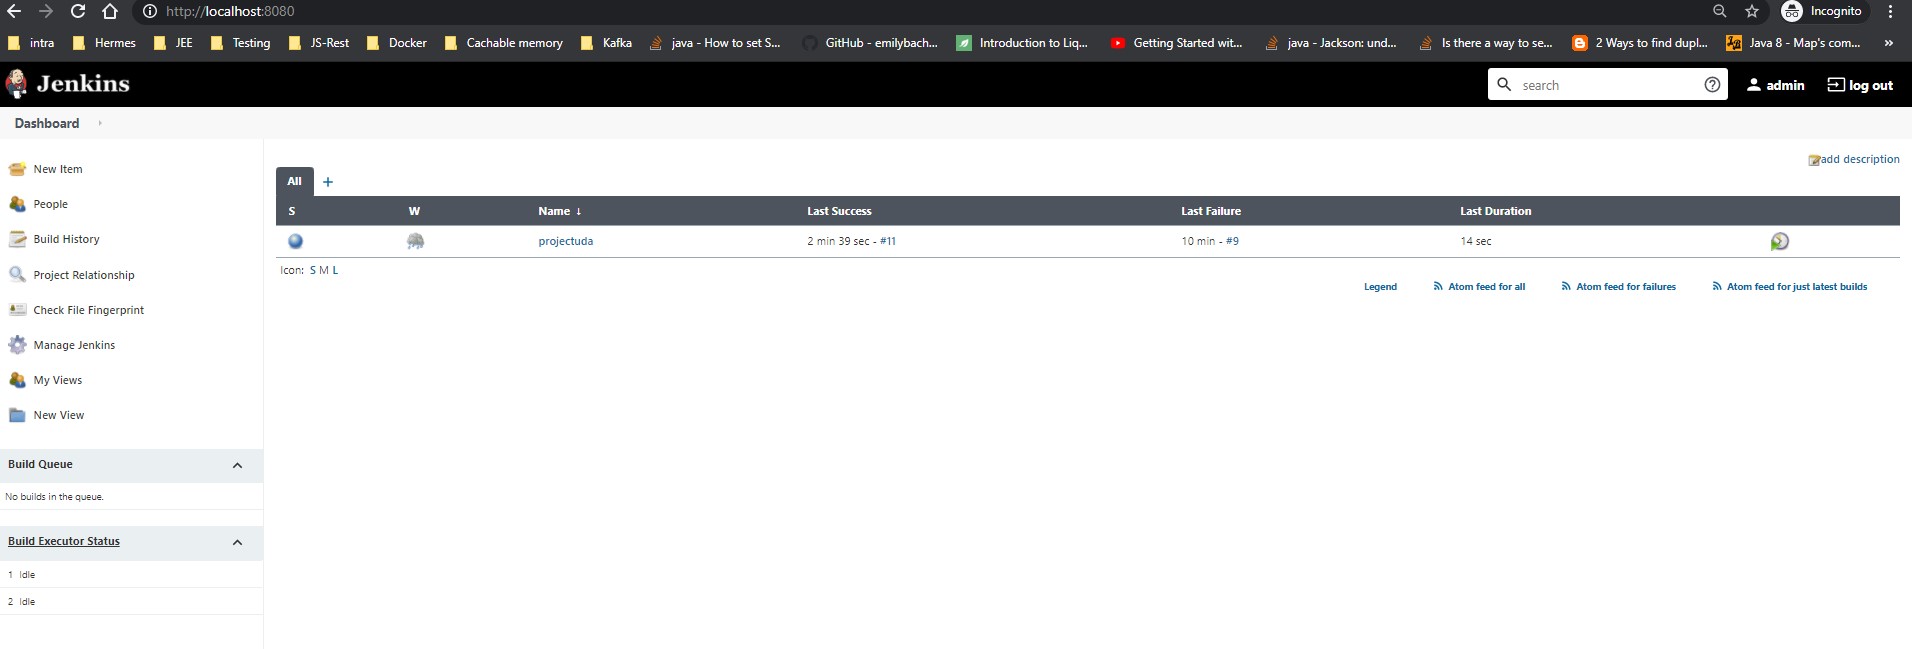 http://localhost:8080
Incognito
intra Hermes JEE Testing JS-Rest Docker Cachable memory Kafka java - How to set S... GitHub - emilybach... Introduction to Liq... Getting Started wit... java - Jackson: und... Is there a way to se... 2 Ways to find dupl... Java 8 - Map's com... »
Jenkins
search
admin
log out
Dashboard
New Item
People
Build History
Project Relationship
Check File Fingerprint
Manage Jenkins
My Views
New View
Build Queue
No builds in the queue.
Build Executor Status
1 Idle
2 Idle
add description
All +
S W Name ↓ Last Success Last Failure Last Duration
projectuda 2 min 39 sec - #11 10 min - #9 14 sec
Icon: S M L
Legend Atom feed for all Atom feed for failures Atom feed for just latest builds